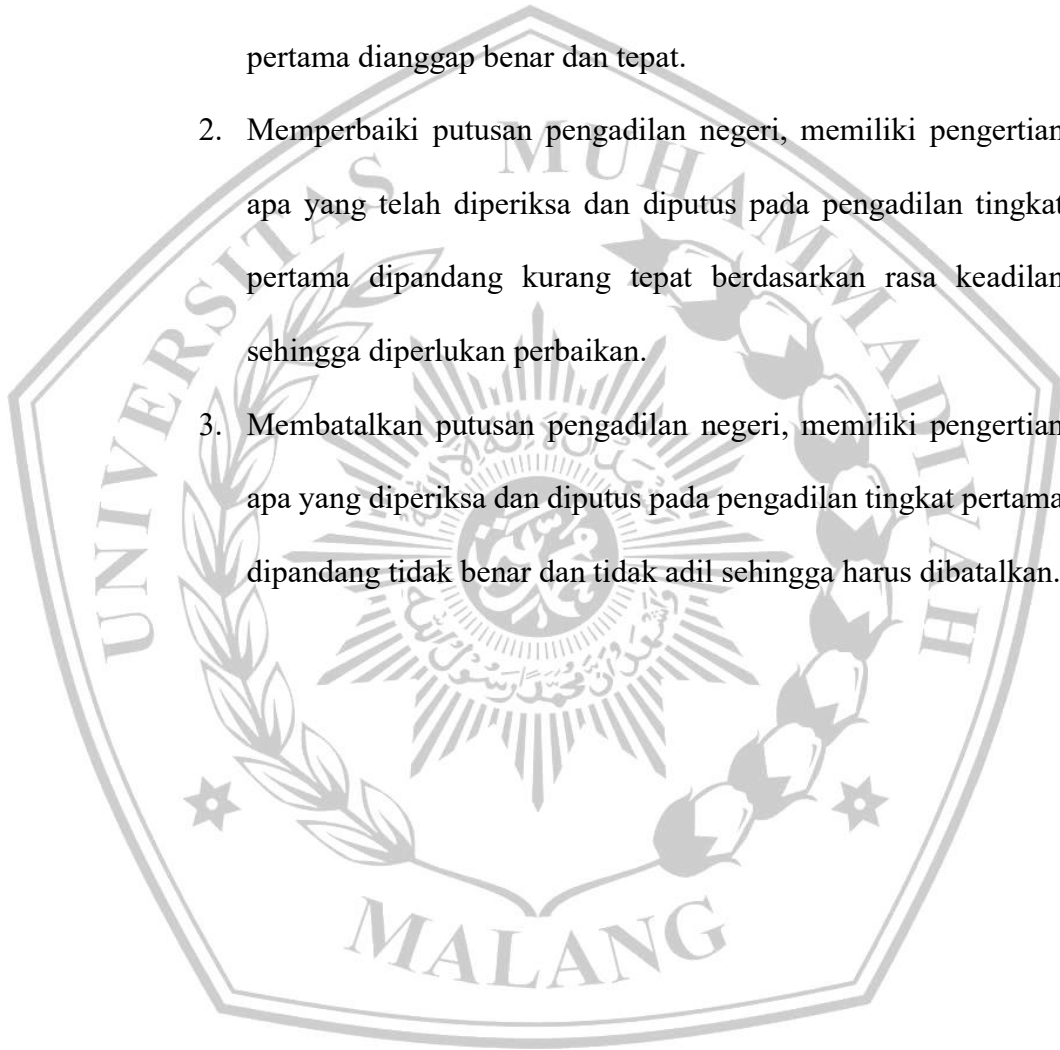 pertama dianggap benar dan tepat.
2. Memperbaiki putusan pengadilan negeri, memiliki pengertian
apa yang telah diperiksa dan diputus pada pengadilan tingkat
pertama dipandang kurang tepat berdasarkan rasa keadilan
sehingga diperlukan perbaikan.
3. Membatalkan putusan pengadilan negeri, memiliki pengertian
apa yang diperiksa dan diputus pada pengadilan tingkat pertama
dipandang tidak benar dan tidak adil sehingga harus dibatalkan.
UNIVERSITAS MUHAMMADIYAH
MALANG